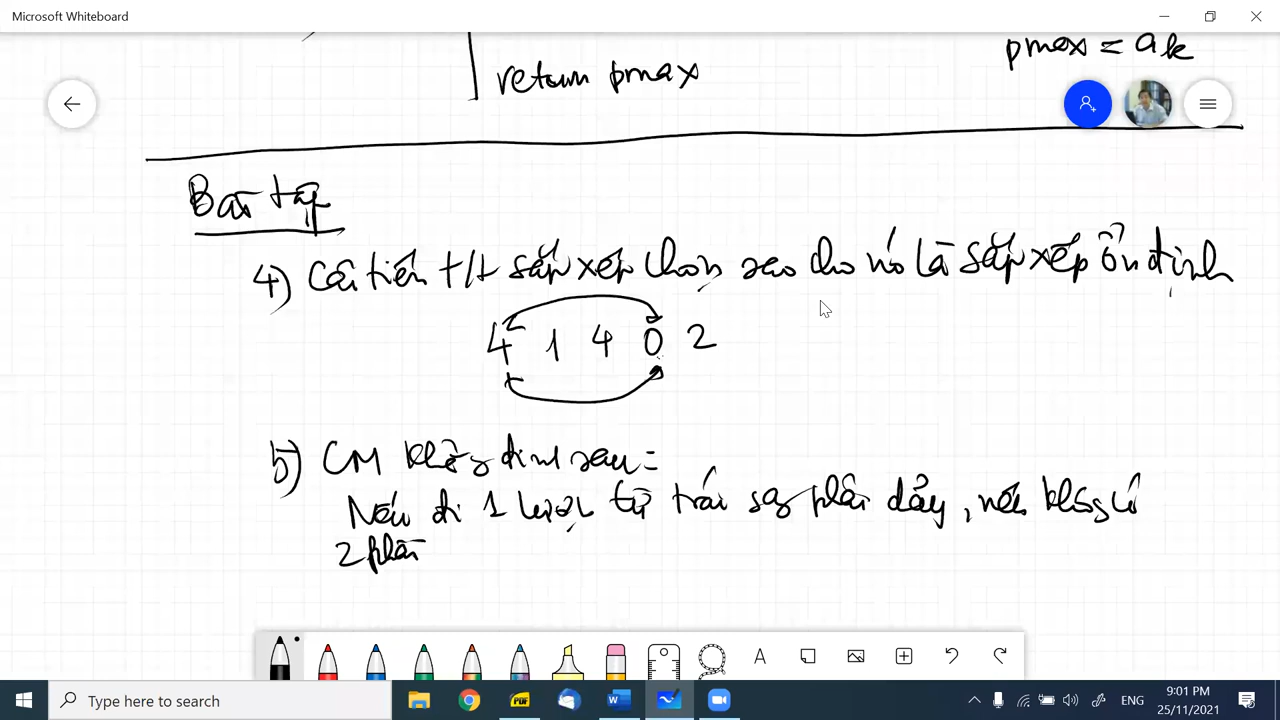 Microsoft Whiteboard
return pmax
pmax = ak
Bài tập
4) Cải tiến t/t sắp xếp chọn sao cho nó là sắp xếp ổn định
4 1 4 0 2
5) CM khẳng định sau:
Nếu đi 1 lượt từ trái sang phải dãy, nếu không có
2 phần
Type here to search
ENG
9:01 PM
25/11/2021